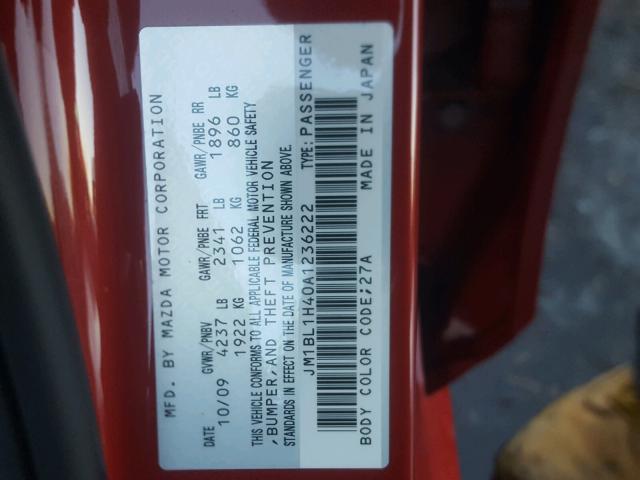 MFD. BY MAZDA MOTOR CORPORATION
DATE GVWR/PNBV GAWR/PNBE FRT GAWR/PNBE RR
10/09 4237 LB 2341 LB 1896 LB
1922 KG 1062 KG 860 KG
THIS VEHICLE CONFORMS TO ALL APPLICABLE FEDERAL MOTOR VEHICLE SAFETY
,BUMPER,AND THEFT PREVENTION
STANDARDS IN EFFECT ON THE DATE OF MANUFACTURE SHOWN ABOVE.
JM1BL1H40A1236222 TYPE: PASSENGER
BODY COLOR CODE;27A MADE IN JAPAN